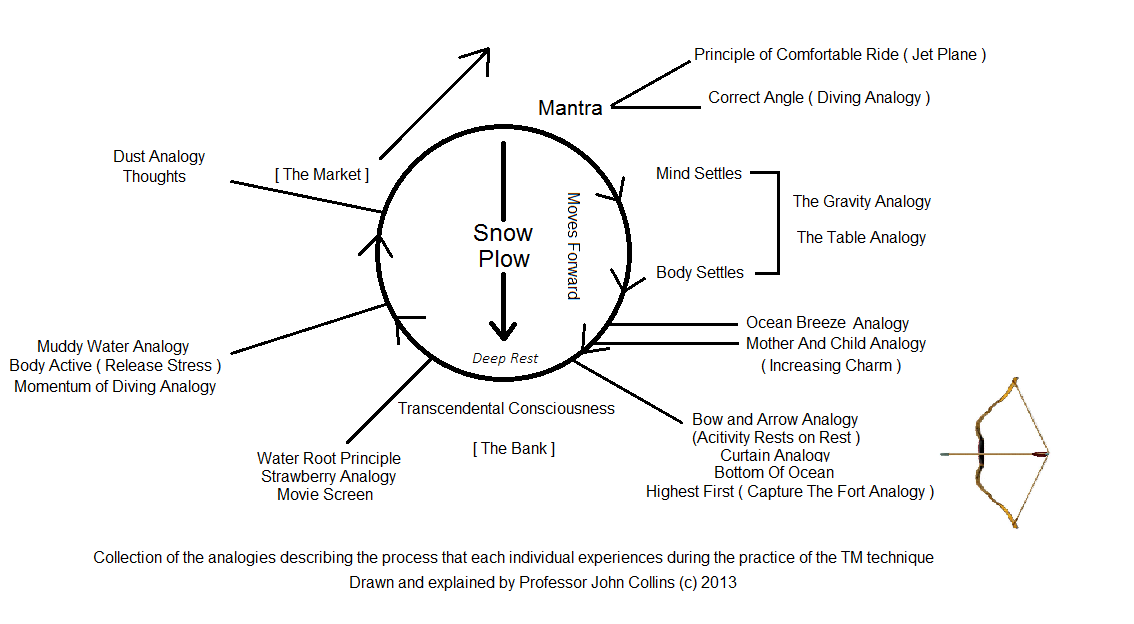 Principle of Comfortable Ride ( Jet Plane )
Mantra
Correct Angle ( Diving Analogy )
Dust Analogy
Thoughts
[ The Market ]
Mind Settles
The Gravity Analogy
The Table Analogy
Body Settles
Moves Forward
Snow
Plow
Deep Rest
Ocean Breeze Analogy
Mother And Child Analogy
( Increasing Charm )
Muddy Water Analogy
Body Active ( Release Stress )
Momentum of Diving Analogy
Transcendental Consciousness
[ The Bank ]
Bow and Arrow Analogy
(Acitivity Rests on Rest )
Curtain Analogy
Bottom Of Ocean
Highest First ( Capture The Fort Analogy )
Water Root Principle
Strawberry Analogy
Movie Screen
Collection of the analogies describing the process that each individual experiences during the practice of the TM technique
Drawn and explained by Professor John Collins (c) 2013